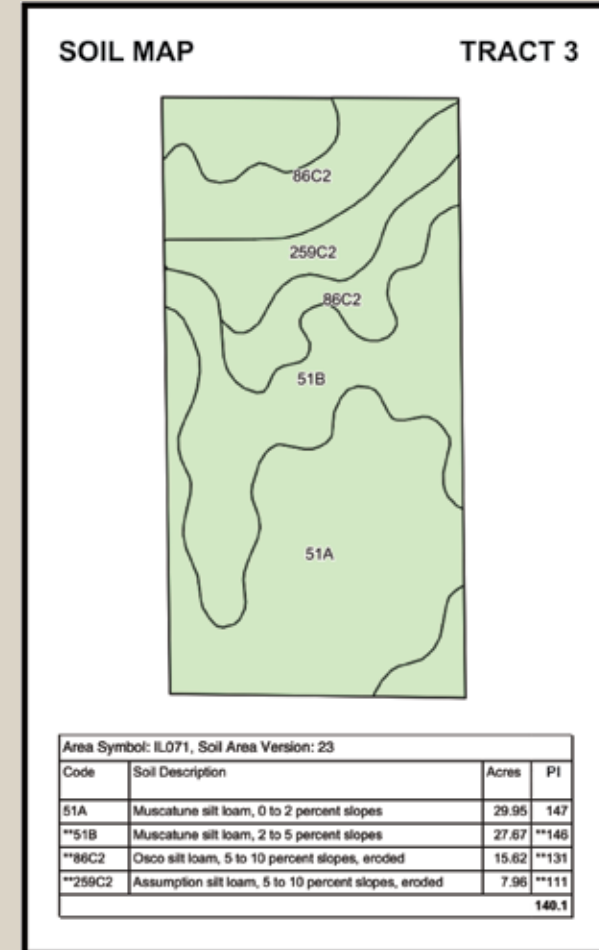 SOIL MAP TRACT 3
86C2
259C2
86C2
51B
51A
Area Symbol: IL071, Soil Area Version: 23
Code Soil Description Acres PI
51A Muscatune silt loam, 0 to 2 percent slopes 29.95 147
**51B Muscatune silt loam, 2 to 5 percent slopes 27.67 **146
**86C2 Osco silt loam, 5 to 10 percent slopes, eroded 15.62 **131
**259C2 Assumption silt loam, 5 to 10 percent slopes, eroded 7.96 **111
140.1